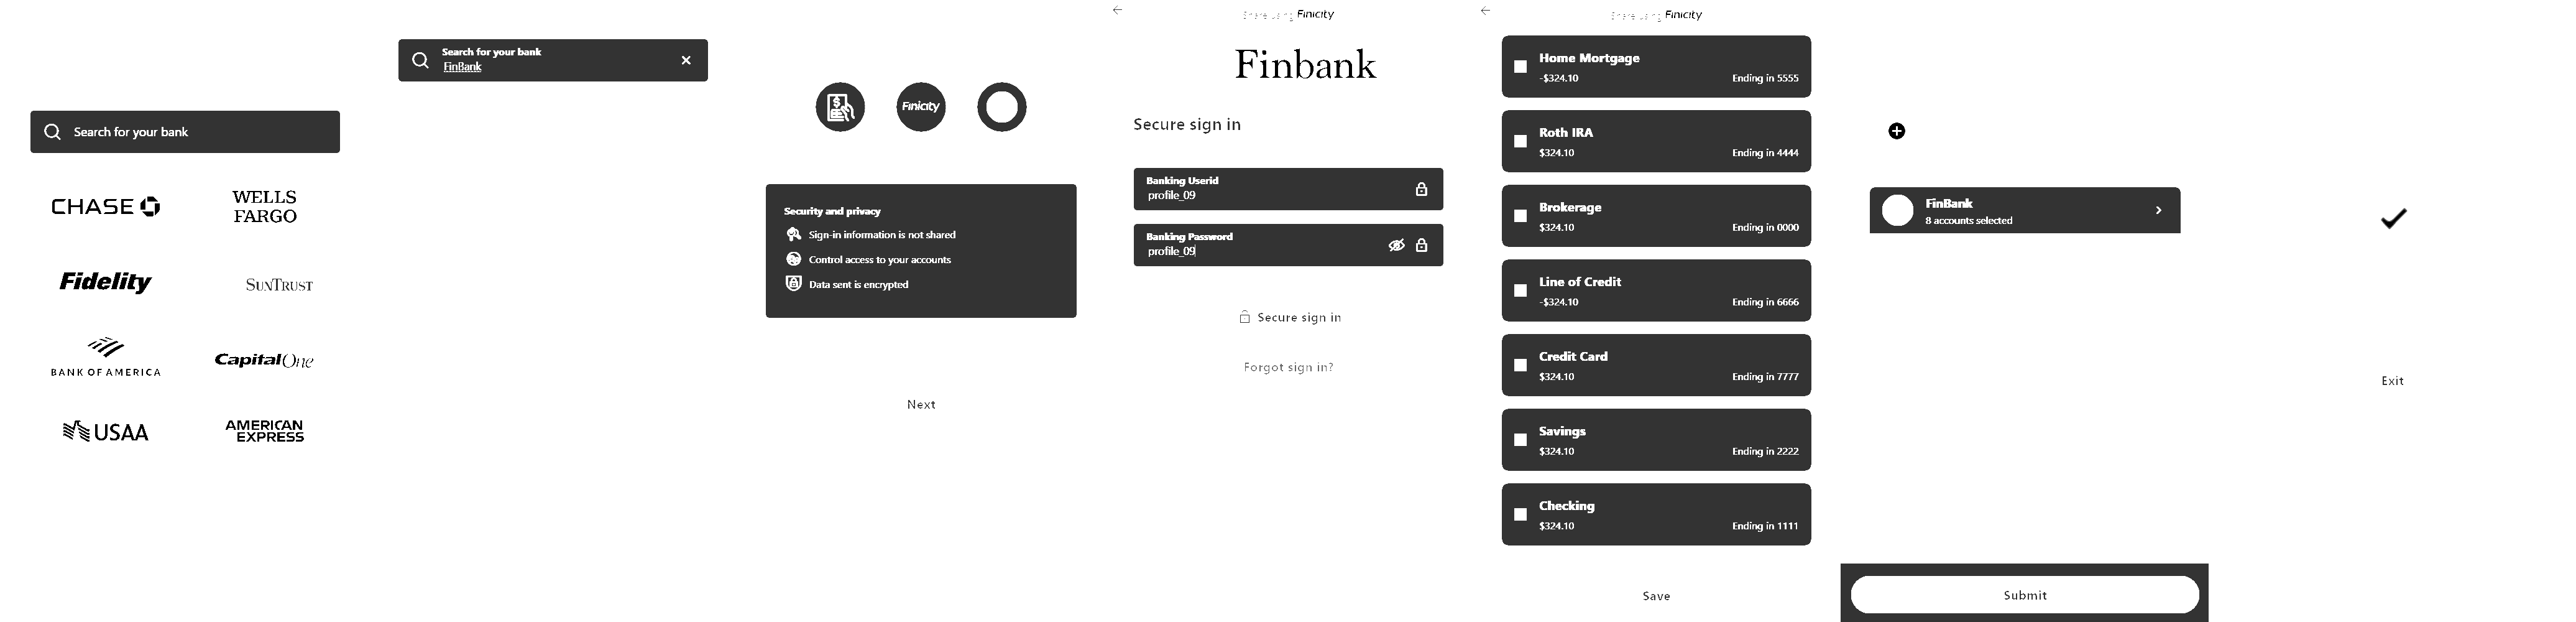 Search for your bank
CHASE
WELLS
FARGO
Fidelity
SUNTRUST
BANK OF AMERICA
CapitalOne
USAA
AMERICAN
EXPRESS
Search for your bank
FinBank
Finicity
Security and privacy
Sign-in information is not shared
Control access to your accounts
Data sent is encrypted
Next
Share using Finicity
Finbank
Secure sign in
Banking Userid
profile_09
Banking Password
profile_09
Secure sign in
Forgot sign in?
Share using Finicity
Home Mortgage
-$324.10 Ending in 5555
Roth IRA
$324.10 Ending in 4444
Brokerage
$324.10 Ending in 0000
Line of Credit
-$324.10 Ending in 6666
Credit Card
$324.10 Ending in 7777
Savings
$324.10 Ending in 2222
Checking
$324.10 Ending in 1111
Save
FinBank
8 accounts selected
Submit
Exit